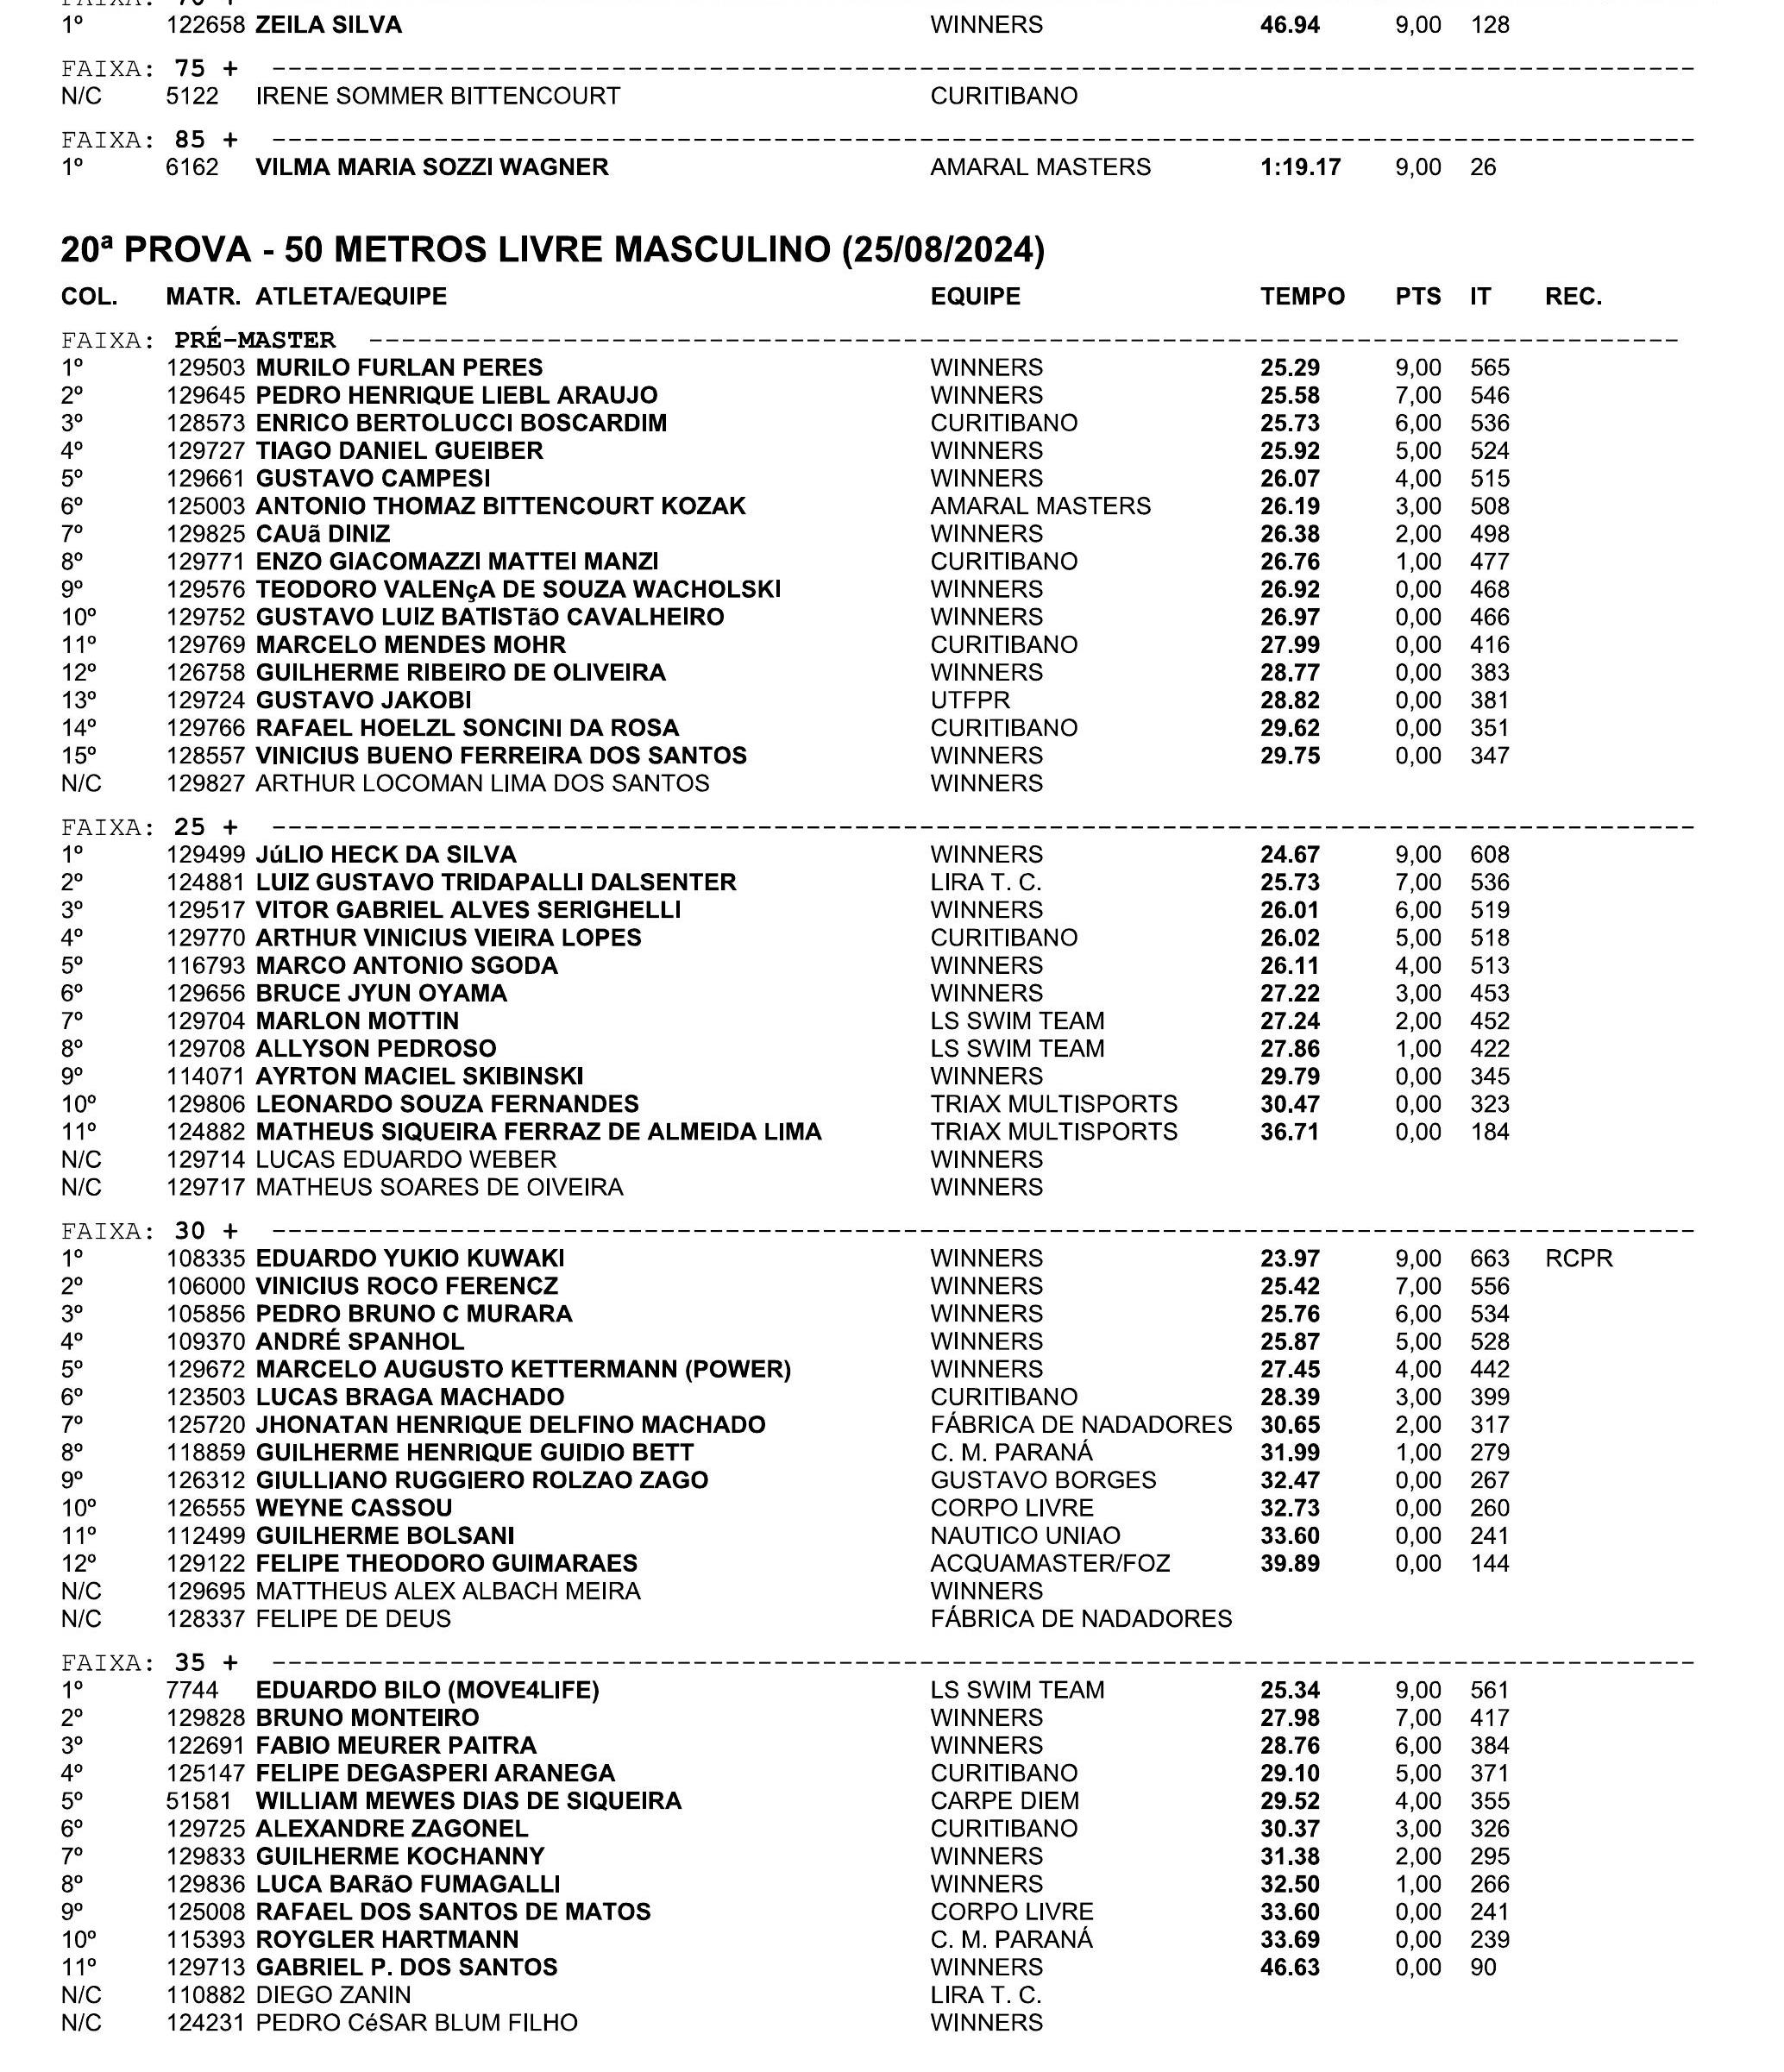 FAIXA: 70 +
1º 122658 ZEILA SILVA WINNERS 46.94 9,00 128
FAIXA: 75 + ----------------------------------------------------------------------------------------
N/C 5122 IRENE SOMMER BITTENCOURT CURITIBANO
FAIXA: 85 + ----------------------------------------------------------------------------------------
1º 6162 VILMA MARIA SOZZI WAGNER AMARAL MASTERS 1:19.17 9,00 26
20ª PROVA - 50 METROS LIVRE MASCULINO (25/08/2024)
COL. MATR. ATLETA/EQUIPE EQUIPE TEMPO PTS IT REC.
FAIXA: PRÉ-MASTER ---------------------------------------------------------------------------------
1º 129503 MURILO FURLAN PERES WINNERS 25.29 9,00 565
2º 129645 PEDRO HENRIQUE LIEBL ARAUJO WINNERS 25.58 7,00 546
3º 128573 ENRICO BERTOLUCCI BOSCARDIM CURITIBANO 25.73 6,00 536
4º 129727 TIAGO DANIEL GUEIBER WINNERS 25.92 5,00 524
5º 129661 GUSTAVO CAMPESI WINNERS 26.07 4,00 515
6º 125003 ANTONIO THOMAZ BITTENCOURT KOZAK AMARAL MASTERS 26.19 3,00 508
7º 129825 CAUã DINIZ WINNERS 26.38 2,00 498
8º 129771 ENZO GIACOMAZZI MATTEI MANZI CURITIBANO 26.76 1,00 477
9º 129576 TEODORO VALENçA DE SOUZA WACHOLSKI WINNERS 26.92 0,00 468
10º 129752 GUSTAVO LUIZ BATISTãO CAVALHEIRO WINNERS 26.97 0,00 466
11º 129769 MARCELO MENDES MOHR CURITIBANO 27.99 0,00 416
12º 126758 GUILHERME RIBEIRO DE OLIVEIRA WINNERS 28.77 0,00 383
13º 129724 GUSTAVO JAKOBI UTFPR 28.82 0,00 381
14º 129766 RAFAEL HOELZL SONCINI DA ROSA CURITIBANO 29.62 0,00 351
15º 128557 VINICIUS BUENO FERREIRA DOS SANTOS WINNERS 29.75 0,00 347
N/C 129827 ARTHUR LOCOMAN LIMA DOS SANTOS WINNERS
FAIXA: 25 + ----------------------------------------------------------------------------------------
1º 129499 JúLIO HECK DA SILVA WINNERS 24.67 9,00 608
2º 124881 LUIZ GUSTAVO TRIDAPALLI DALSENTER LIRA T. C. 25.73 7,00 536
3º 129517 VITOR GABRIEL ALVES SERIGHELLI WINNERS 26.01 6,00 519
4º 129770 ARTHUR VINICIUS VIEIRA LOPES CURITIBANO 26.02 5,00 518
5º 116793 MARCO ANTONIO SGODA WINNERS 26.11 4,00 513
6º 129656 BRUCE JYUN OYAMA WINNERS 27.22 3,00 453
7º 129704 MARLON MOTTIN LS SWIM TEAM 27.24 2,00 452
8º 129708 ALLYSON PEDROSO LS SWIM TEAM 27.86 1,00 422
9º 114071 AYRTON MACIEL SKIBINSKI WINNERS 29.79 0,00 345
10º 129806 LEONARDO SOUZA FERNANDES TRIAX MULTISPORTS 30.47 0,00 323
11º 124882 MATHEUS SIQUEIRA FERRAZ DE ALMEIDA LIMA TRIAX MULTISPORTS 36.71 0,00 184
N/C 129714 LUCAS EDUARDO WEBER WINNERS
N/C 129717 MATHEUS SOARES DE OIVEIRA WINNERS
FAIXA: 30 + ----------------------------------------------------------------------------------------
1º 108335 EDUARDO YUKIO KUWAKI WINNERS 23.97 9,00 663 RCPR
2º 106000 VINICIUS ROCO FERENCZ WINNERS 25.42 7,00 556
3º 105856 PEDRO BRUNO C MURARA WINNERS 25.76 6,00 534
4º 109370 ANDRÉ SPANHOL WINNERS 25.87 5,00 528
5º 129672 MARCELO AUGUSTO KETTERMANN (POWER) WINNERS 27.45 4,00 442
6º 123503 LUCAS BRAGA MACHADO CURITIBANO 28.39 3,00 399
7º 125720 JHONATAN HENRIQUE DELFINO MACHADO FÁBRICA DE NADADORES 30.65 2,00 317
8º 118859 GUILHERME HENRIQUE GUIDIO BETT C. M. PARANÁ 31.99 1,00 279
9º 126312 GIULLIANO RUGGIERO ROLZAO ZAGO GUSTAVO BORGES 32.47 0,00 267
10º 126555 WEYNE CASSOU CORPO LIVRE 32.73 0,00 260
11º 112499 GUILHERME BOLSANI NAUTICO UNIAO 33.60 0,00 241
12º 129122 FELIPE THEODORO GUIMARAES ACQUAMASTER/FOZ 39.89 0,00 144
N/C 129695 MATTHEUS ALEX ALBACH MEIRA WINNERS
N/C 128337 FELIPE DE DEUS FÁBRICA DE NADADORES
FAIXA: 35 + ----------------------------------------------------------------------------------------
1º 7744 EDUARDO BILO (MOVE4LIFE) LS SWIM TEAM 25.34 9,00 561
2º 129828 BRUNO MONTEIRO WINNERS 27.98 7,00 417
3º 122691 FABIO MEURER PAITRA WINNERS 28.76 6,00 384
4º 125147 FELIPE DEGASPERI ARANEGA CURITIBANO 29.10 5,00 371
5º 51581 WILLIAM MEWES DIAS DE SIQUEIRA CARPE DIEM 29.52 4,00 355
6º 129725 ALEXANDRE ZAGONEL CURITIBANO 30.37 3,00 326
7º 129833 GUILHERME KOCHANNY WINNERS 31.38 2,00 295
8º 129836 LUCA BARãO FUMAGALLI WINNERS 32.50 1,00 266
9º 125008 RAFAEL DOS SANTOS DE MATOS CORPO LIVRE 33.60 0,00 241
10º 115393 ROYGLER HARTMANN C. M. PARANÁ 33.69 0,00 239
11º 129713 GABRIEL P. DOS SANTOS WINNERS 46.63 0,00 90
N/C 110882 DIEGO ZANIN LIRA T. C.
N/C 124231 PEDRO CéSAR BLUM FILHO WINNERS